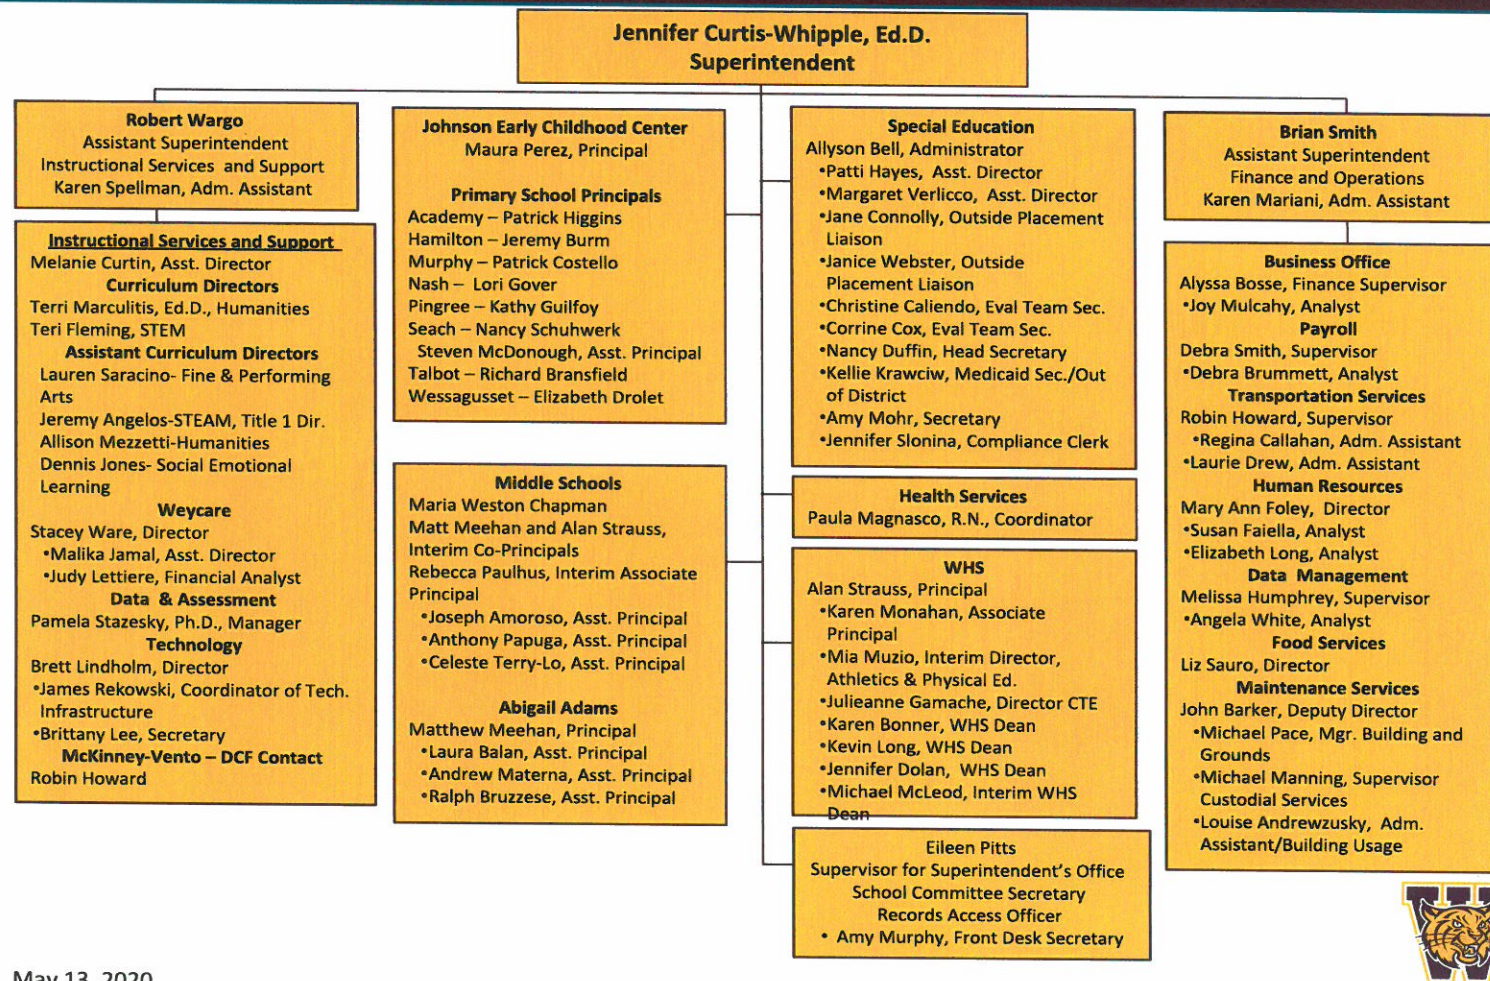 Jennifer Curtis-Whipple, Ed.D.
Superintendent
Robert Wargo
Assistant Superintendent
Instructional Services and Support
Karen Spellman, Adm. Assistant
Instructional Services and Support
Melanie Curtin, Asst. Director
Curriculum Directors
Terri Marculitis, Ed.D., Humanities
Teri Fleming, STEM
Assistant Curriculum Directors
Lauren Saracino- Fine & Performing
Arts
Jeremy Angelos-STEAM, Title 1 Dir.
Allison Mezzetti-Humanities
Dennis Jones- Social Emotional
Learning
Weycare
Stacey Ware, Director
•Malika Jamal, Asst. Director
•Judy Lettiere, Financial Analyst
Data & Assessment
Pamela Stazesky, Ph.D., Manager
Technology
Brett Lindholm, Director
•James Rekowski, Coordinator of Tech.
Infrastructure
•Brittany Lee, Secretary
McKinney-Vento – DCF Contact
Robin Howard
Johnson Early Childhood Center
Maura Perez, Principal
Primary School Principals
Academy – Patrick Higgins
Hamilton – Jeremy Burm
Murphy – Patrick Costello
Nash – Lori Gover
Pingree – Kathy Guilfoy
Seach – Nancy Schuhwerk
Steven McDonough, Asst. Principal
Talbot – Richard Bransfield
Wessagusset – Elizabeth Drolet
Middle Schools
Maria Weston Chapman
Matt Meehan and Alan Strauss,
Interim Co-Principals
Rebecca Paulhus, Interim Associate
Principal
•Joseph Amoroso, Asst. Principal
•Anthony Papuga, Asst. Principal
•Celeste Terry-Lo, Asst. Principal
Abigail Adams
Matthew Meehan, Principal
•Laura Balan, Asst. Principal
•Andrew Materna, Asst. Principal
•Ralph Bruzzese, Asst. Principal
Special Education
Allyson Bell, Administrator
•Patti Hayes, Asst. Director
•Margaret Verlicco, Asst. Director
•Jane Connolly, Outside Placement
Liaison
•Janice Webster, Outside
Placement Liaison
•Christine Caliendo, Eval Team Sec.
•Corrine Cox, Eval Team Sec.
•Nancy Duffin, Head Secretary
•Kellie Krawciw, Medicaid Sec./Out
of District
•Amy Mohr, Secretary
•Jennifer Slonina, Compliance Clerk
Health Services
Paula Magnasco, R.N., Coordinator
WHS
Alan Strauss, Principal
•Karen Monahan, Associate
Principal
•Mia Muzio, Interim Director,
Athletics & Physical Ed.
•Julieanne Gamache, Director CTE
•Karen Bonner, WHS Dean
•Kevin Long, WHS Dean
•Jennifer Dolan, WHS Dean
•Michael McLeod, Interim WHS
Dean
Eileen Pitts
Supervisor for Superintendent's Office
School Committee Secretary
Records Access Officer
• Amy Murphy, Front Desk Secretary
Brian Smith
Assistant Superintendent
Finance and Operations
Karen Mariani, Adm. Assistant
Business Office
Alyssa Bosse, Finance Supervisor
•Joy Mulcahy, Analyst
Payroll
Debra Smith, Supervisor
•Debra Brummett, Analyst
Transportation Services
Robin Howard, Supervisor
•Regina Callahan, Adm. Assistant
•Laurie Drew, Adm. Assistant
Human Resources
Mary Ann Foley, Director
•Susan Faiella, Analyst
•Elizabeth Long, Analyst
Data Management
Melissa Humphrey, Supervisor
•Angela White, Analyst
Food Services
Liz Sauro, Director
Maintenance Services
John Barker, Deputy Director
•Michael Pace, Mgr. Building and
Grounds
•Michael Manning, Supervisor
Custodial Services
•Louise Andrewzusky, Adm.
Assistant/Building Usage
W
May 13, 2020